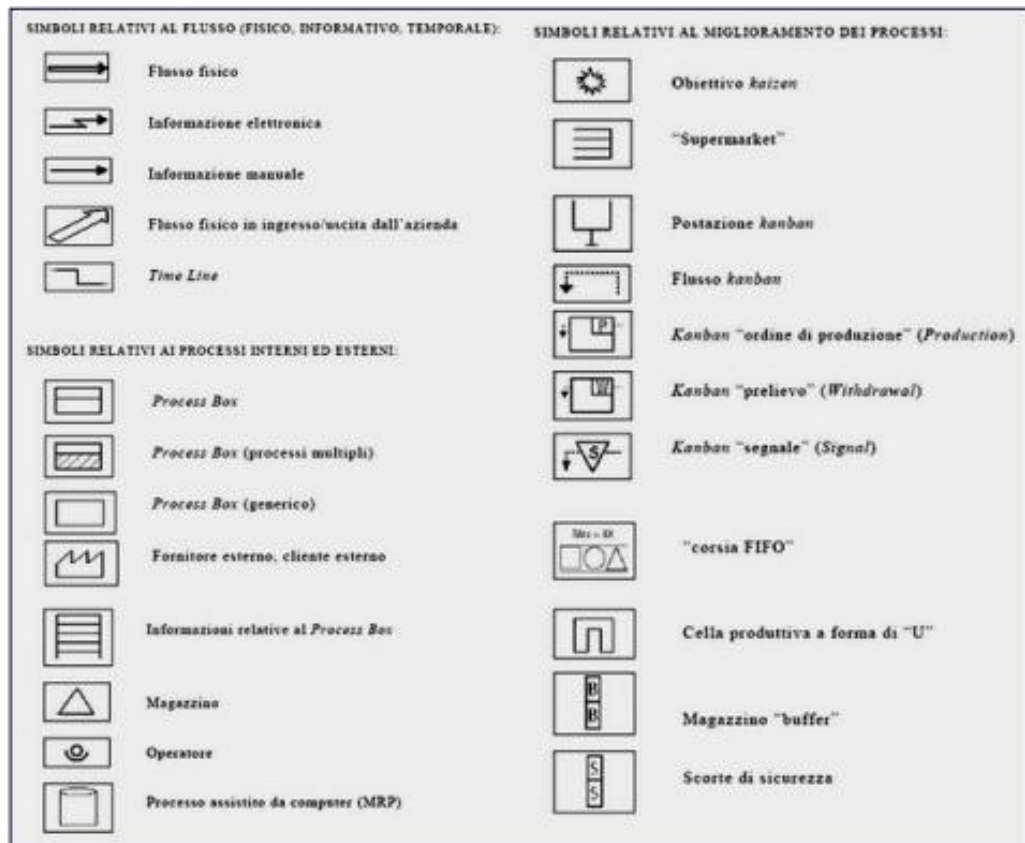 SIMBOLI RELATIVI AL FLUSSO (FISICO, INFORMATIVO, TEMPORALE):
Flusso fisico
Informazione elettronica
Informazione manuale
Flusso fisico in ingresso/uscita dall'azienda
Time Line
SIMBOLI RELATIVI AI PROCESSI INTERNI ED ESTERNI:
Process Box
Process Box (processi multipli)
Process Box (generico)
Fornitore esterno, cliente esterno
Informazioni relative al Process Box
Magazzino
Operatore
Processo assistito da computer (MRP)
SIMBOLI RELATIVI AL MIGLIORAMENTO DEI PROCESSI:
Obiettivo kaizen
"Supermarket"
Postazione kanban
Flusso kanban
P
Kanban "ordine di produzione" (Production)
W
Kanban "prelievo" (Withdrawal)
S
Kanban "segnale" (Signal)
"corsia FIFO"
Cella produttiva a forma di "U"
B
B
Magazzino "buffer"
S
S
Scorte di sicurezza